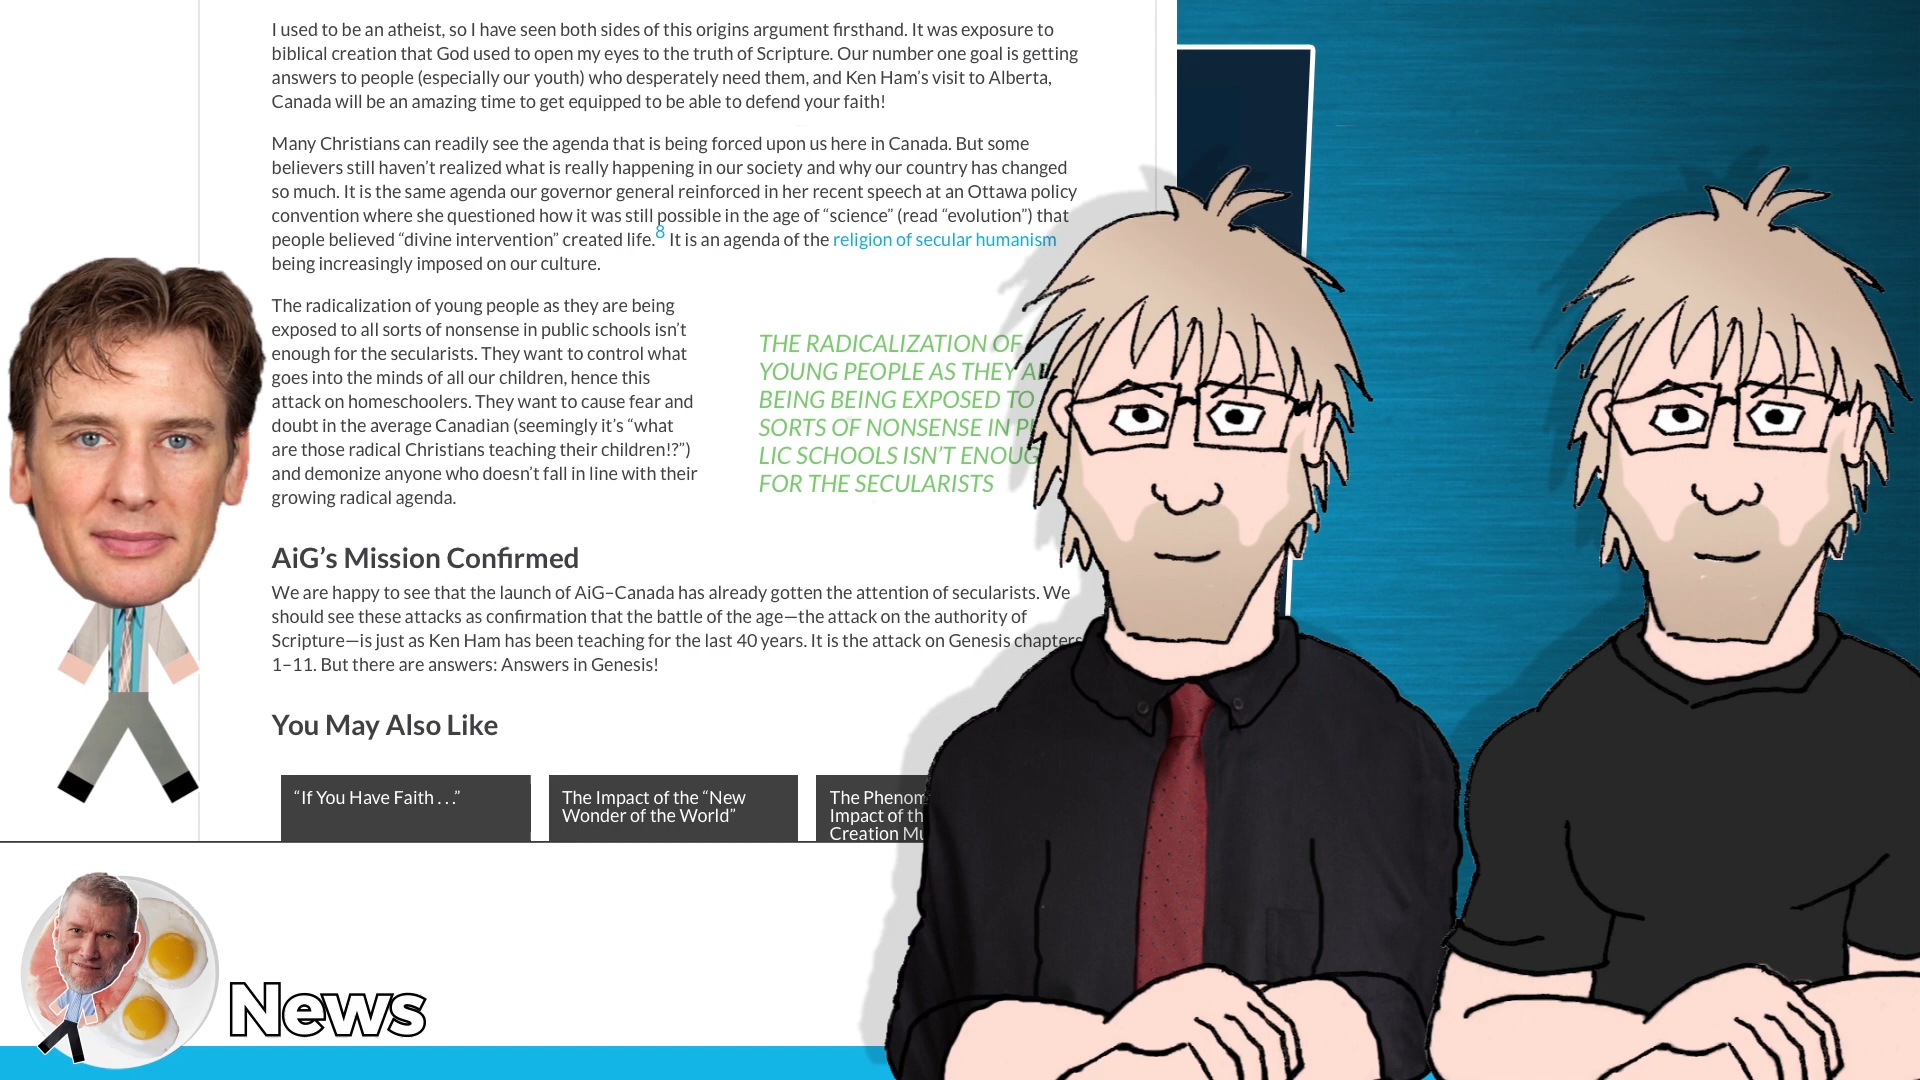 I used to be an atheist, so I have seen both sides of this origins argument firsthand. It was exposure to
biblical creation that God used to open my eyes to the truth of Scripture. Our number one goal is getting
answers to people (especially our youth) who desperately need them, and Ken Ham’s visit to Alberta,
Canada will be an amazing time to get equipped to be able to defend your faith!
Many Christians can readily see the agenda that is being forced upon us here in Canada. But some
believers still haven’t realized what is really happening in our society and why our country has changed
so much. It is the same agenda our governor general reinforced in her recent speech at an Ottawa policy
convention where she questioned how it was still possible in the age of “science” (read “evolution”) that
people believed “divine intervention” created life.8 It is an agenda of the religion of secular humanism
being increasingly imposed on our culture.
The radicalization of young people as they are being
exposed to all sorts of nonsense in public schools isn’t
enough for the secularists. They want to control what
goes into the minds of all our children, hence this
attack on homeschoolers. They want to cause fear and
doubt in the average Canadian (seemingly it’s “what
are those radical Christians teaching their children!?”)
and demonize anyone who doesn’t fall in line with their
growing radical agenda.
THE RADICALIZATION OF
YOUNG PEOPLE AS THEY
BEING BEING EXPOSED TO
SORTS OF NONSENSE IN
LIC SCHOOLS ISN’T
FOR THE SECULARISTS
AiG’s Mission Confirmed
We are happy to see that the launch of AiG–Canada has already gotten the attention of secularists. We
should see these attacks as confirmation that the battle of the age—the attack on the authority of
Scripture—is just as Ken Ham has been teaching for the last 40 years. It is the attack on Genesis chapters
1–11. But there are answers: Answers in Genesis!
You May Also Like
“If You Have Faith . . .”
The Impact of the “New
Wonder of the World”
The
Impact of
Creation
News